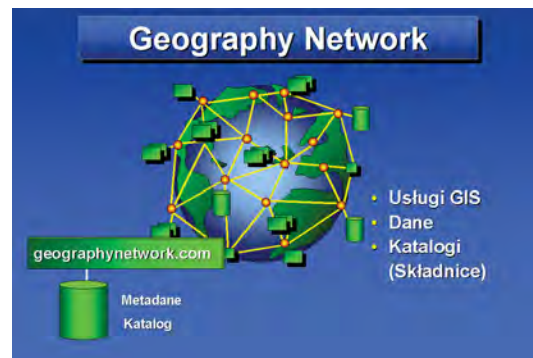 Geography Network
• Usługi GIS
• Dane
• Katalogi
(Składnice)
geographynetwork.com
Metadane
Katalog